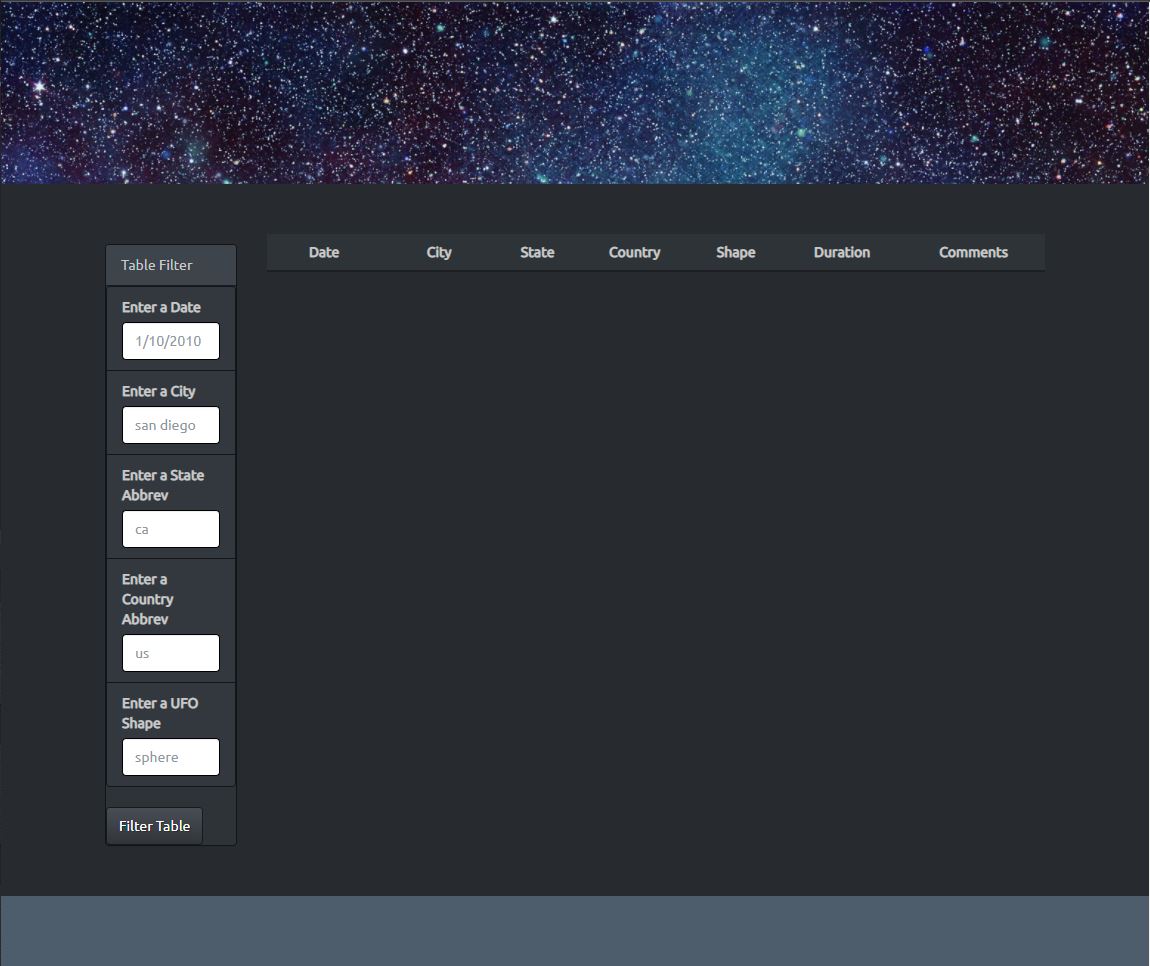 Table Filter
Enter a Date
1/10/2010
Enter a City
san diego
Enter a State
Abbrev
ca
Enter a
Country
Abbrev
us
Enter a UFO
Shape
sphere
Filter Table
Date City State Country Shape Duration Comments